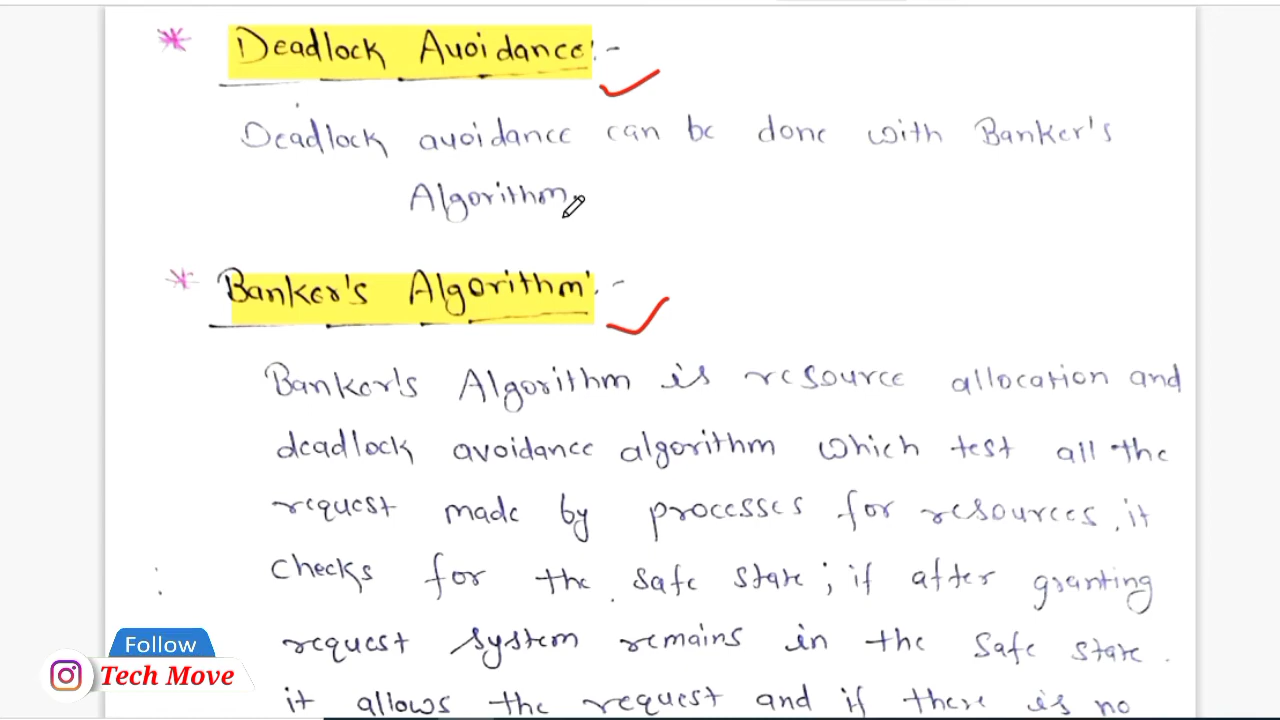 * Deadlock Avoidance:-
Deadlock avoidance can be done with Banker's
Algorithm
* Banker's Algorithm:-
Banker's Algorithm is resource allocation and
deadlock avoidance algorithm which test all the
request made by processes for resources, it
checks for the safe state; if after granting
request system remains in the safe state.
it allows the request and if there is no
Follow
Tech Move